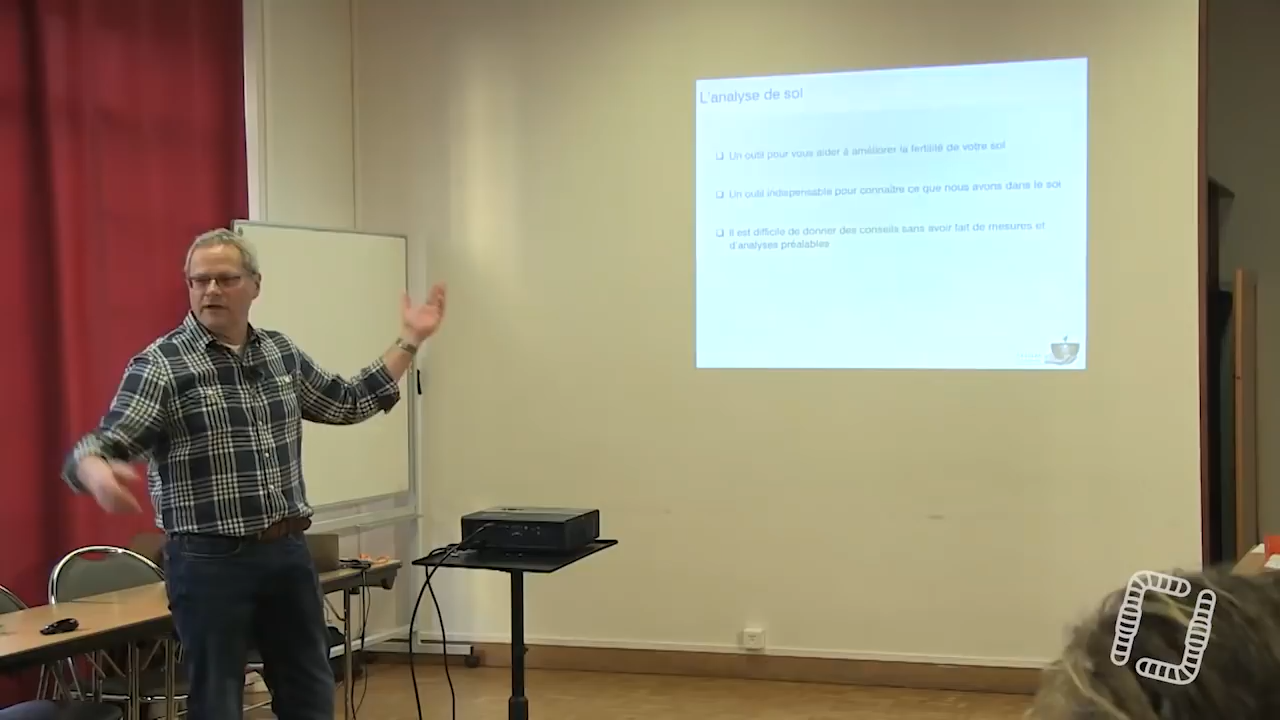 L'analyse de sol
❑ Un outil pour vous aider à améliorer la fertilité de votre sol
❑ Un outil indispensable pour connaître ce que nous avons dans le sol
❑ Il est difficile de donner des conseils sans avoir fait de mesures et
d'analyses préalables